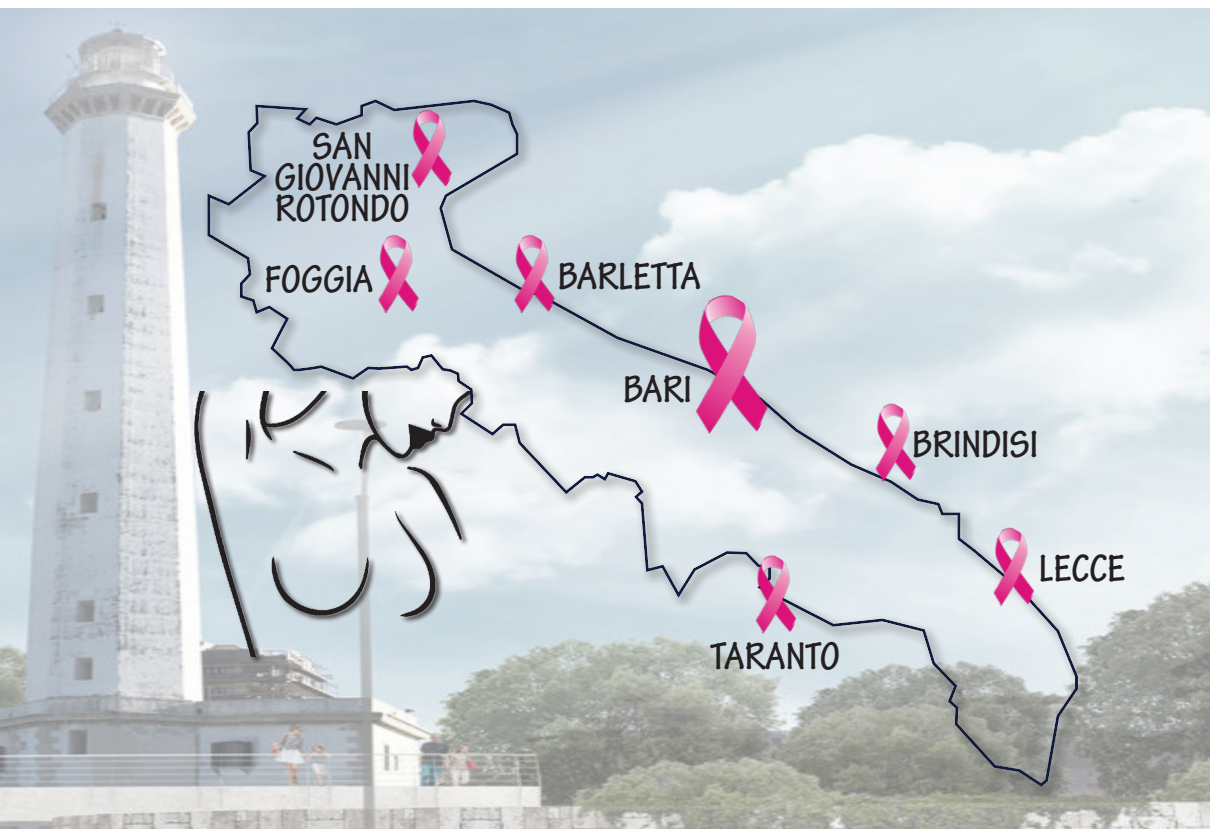 SAN
GIOVANNI
ROTONDO
FOGGIA
BARLETTA
BARI
BRINDISI
LECCE
TARANTO